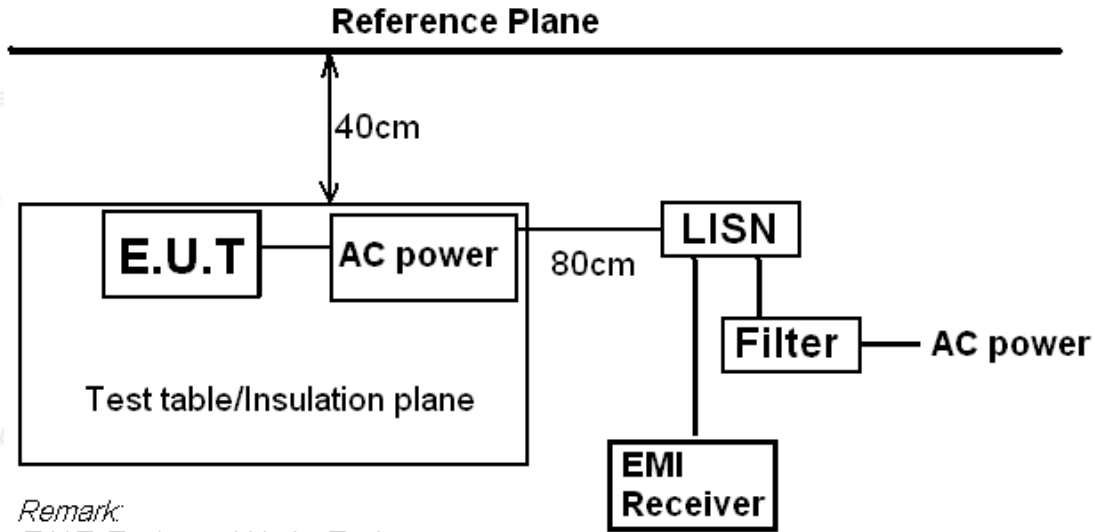 Reference Plane
40cm
E.U.T
AC power
80cm
LISN
Filter
AC power
Test table/Insulation plane
EMI
Receiver
Remark: